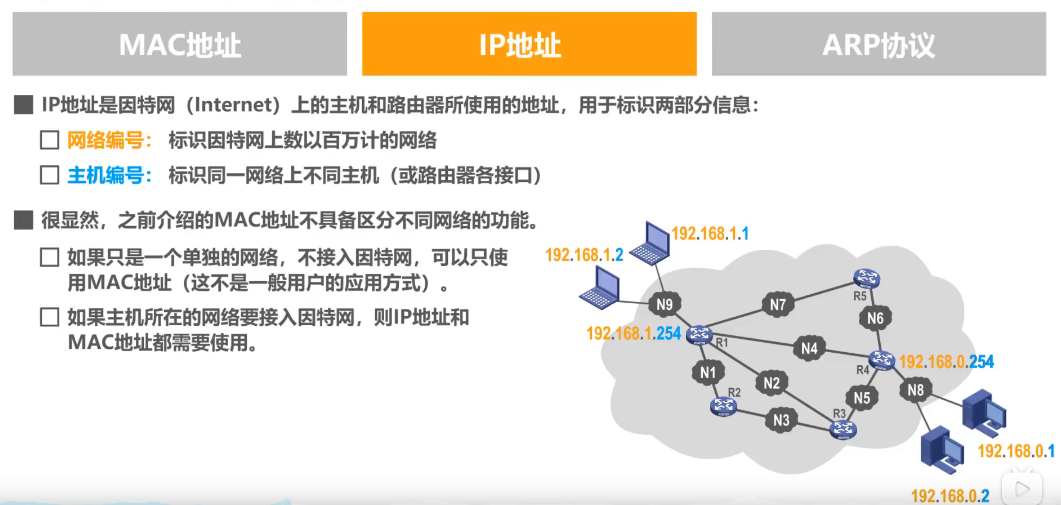 MAC地址
IP地址
ARP协议
IP地址是因特网（Internet）上的主机和路由器所使用的地址，用于标识两部分信息：
网络编号： 标识因特网上数以百万计的网络
主机编号： 标识同一网络上不同主机（或路由器各接口）
很显然，之前介绍的MAC地址不具备区分不同网络的功能。
如果只是一个单独的网络，不接入因特网，可以只使
用MAC地址（这不是一般用户的应用方式）。
如果主机所在的网络要接入因特网，则IP地址和
MAC地址都需要使用。
192.168.1.1
192.168.1.2
N9
N7
R5
N6
192.168.1.254
R1
N4
R4
192.168.0.254
N1
N2
N8
R2
N5
N3
R3
192.168.0.1
192.168.0.2